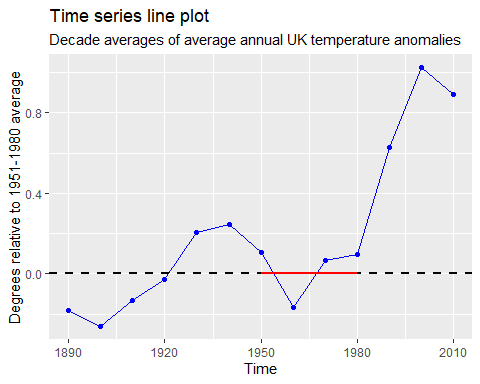 Time series line plot
Decade averages of average annual UK temperature anomalies
Degrees relative to 1951-1980 average
0.8
0.4
0.0
1890 1920 1950 1980 2010
Time